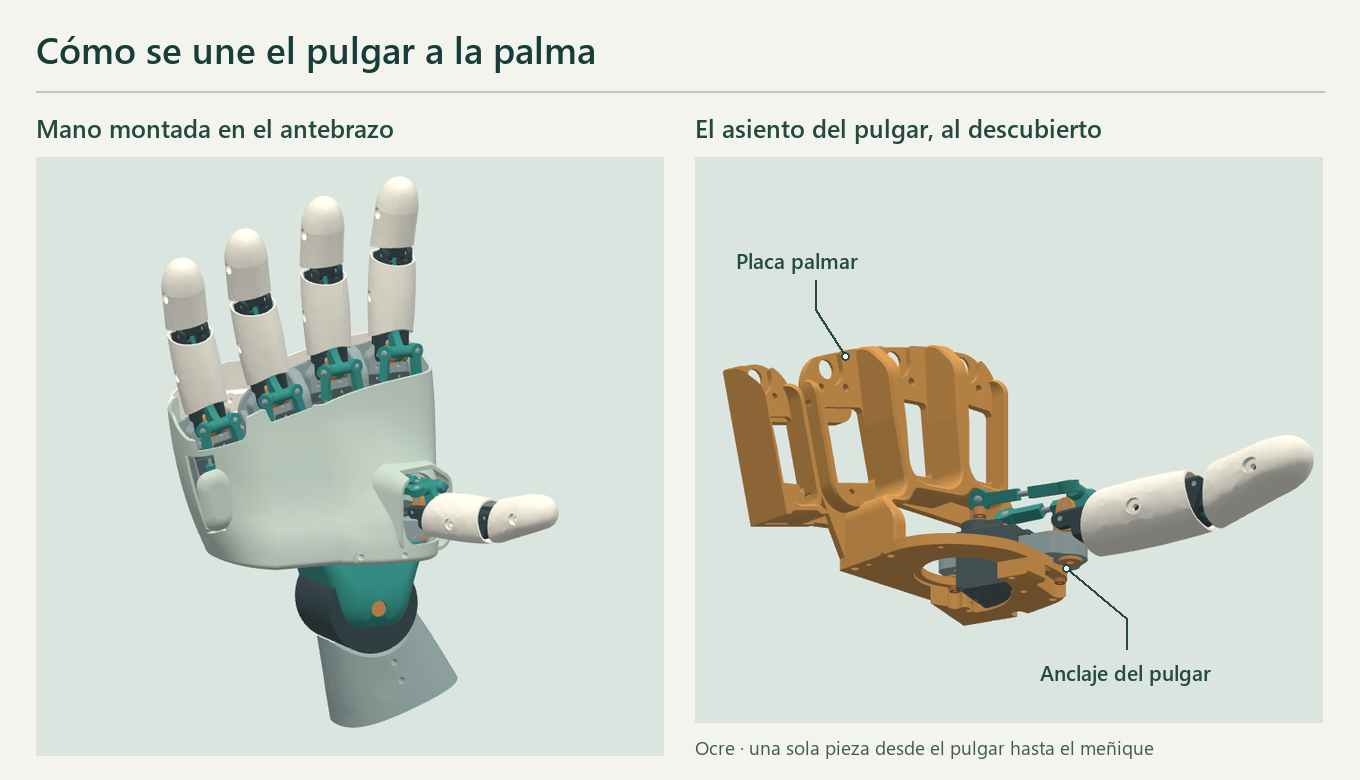 Cómo se une el pulgar a la palma
Mano montada en el antebrazo
El asiento del pulgar, al descubierto
Placa palmar
Anclaje del pulgar
Ocre · una sola pieza desde el pulgar hasta el meñique